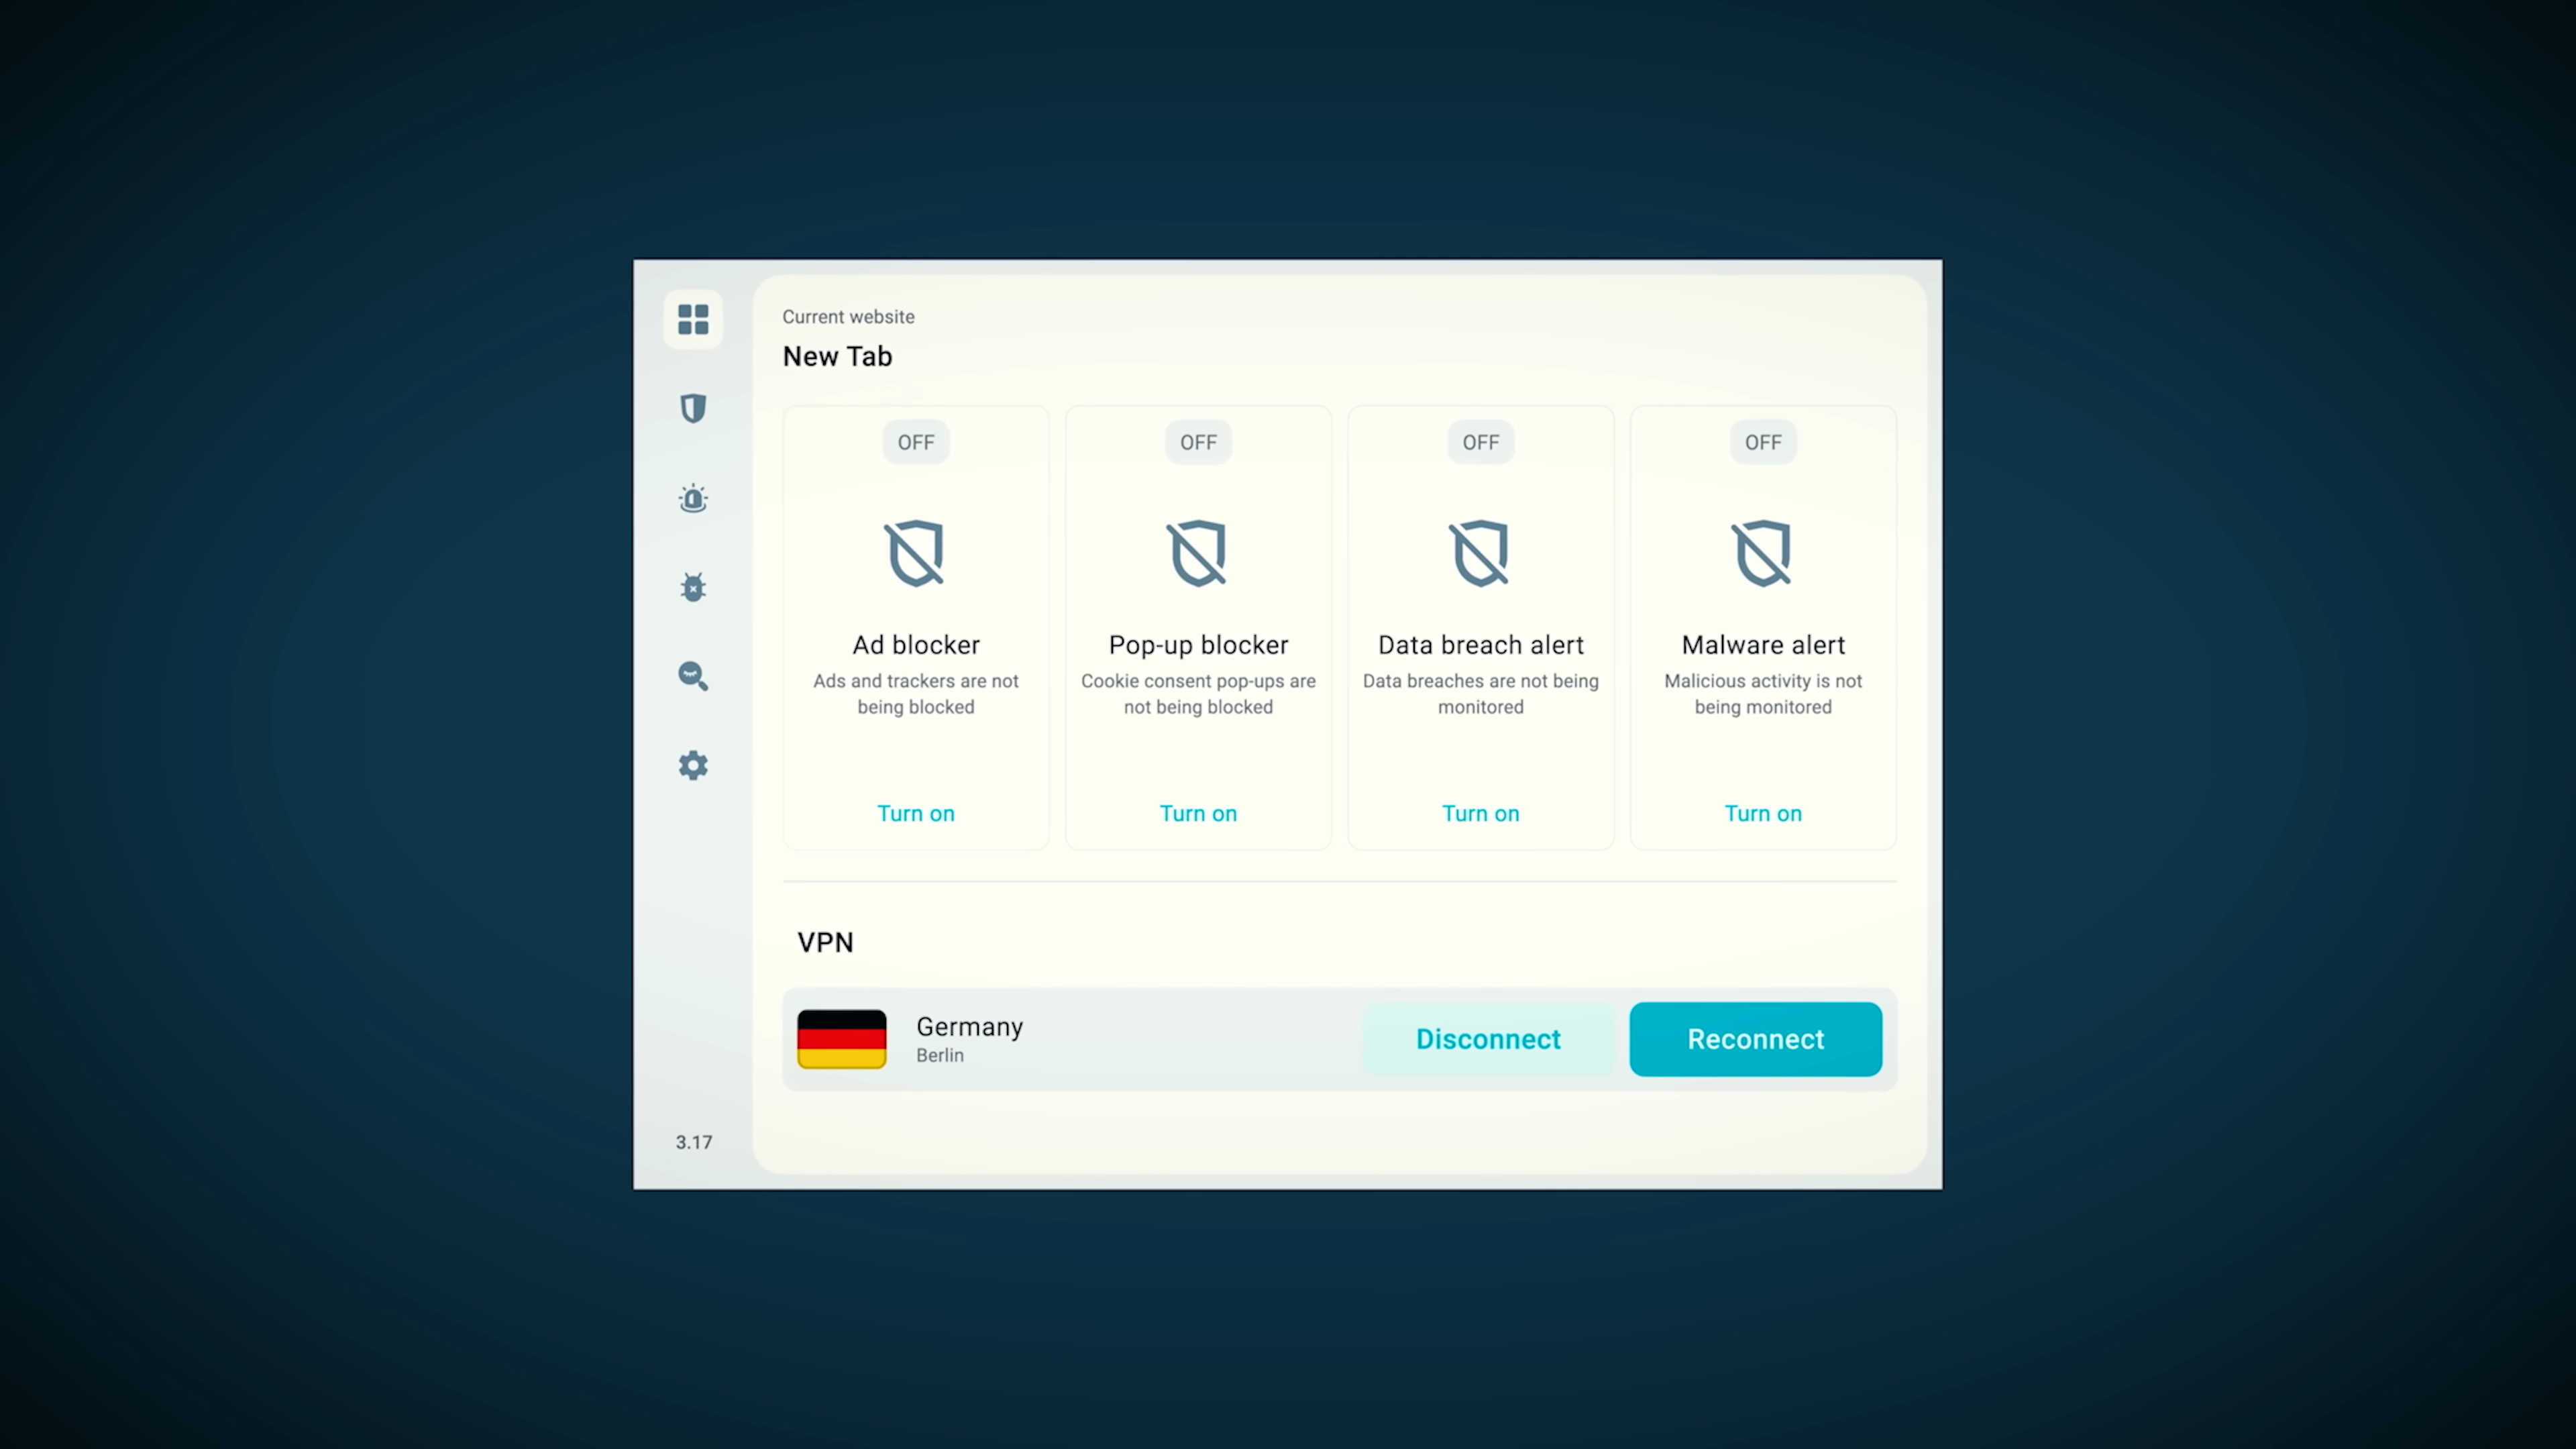 Current website
New Tab
OFF
OFF
OFF
OFF
Ad blocker
Ads and trackers are not
being blocked
Turn on
Pop-up blocker
Cookie consent pop-ups are
not being blocked
Turn on
Data breach alert
Data breaches are not being
monitored
Turn on
Malware alert
Malicious activity is not
being monitored
Turn on
VPN
Germany
Berlin
Disconnect
Reconnect
3.17